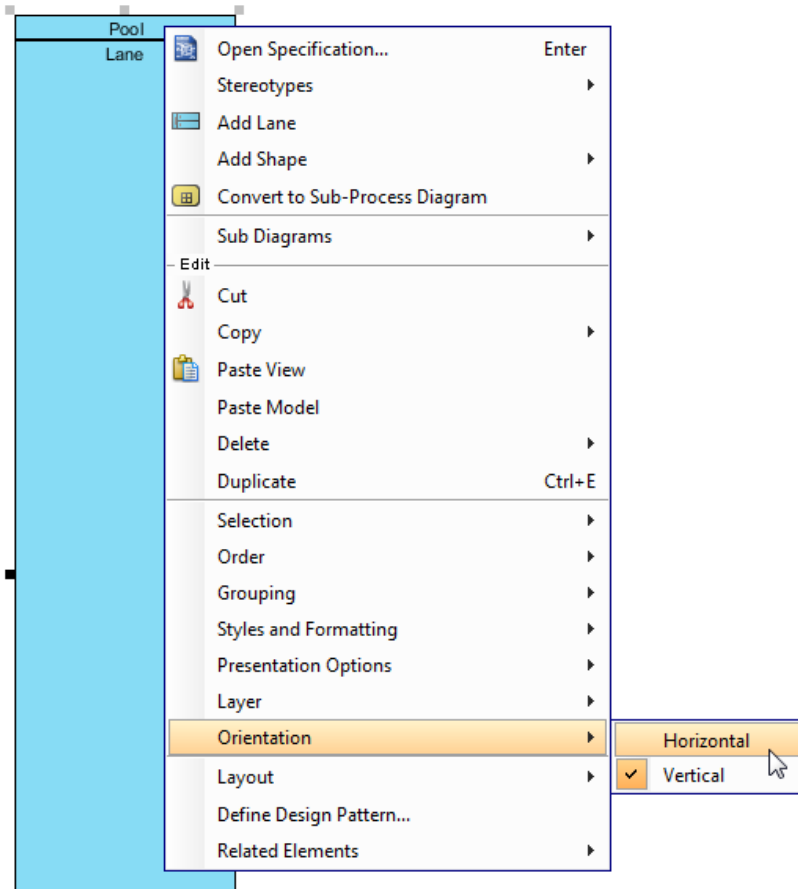 Pool
Lane
Open Specification... Enter
Stereotypes
Add Lane
Add Shape
Convert to Sub-Process Diagram
Sub Diagrams
Edit
Cut
Copy
Paste View
Paste Model
Delete
Duplicate Ctrl+E
Selection
Order
Grouping
Styles and Formatting
Presentation Options
Layer
Orientation
Horizontal
Vertical
Layout
Define Design Pattern...
Related Elements